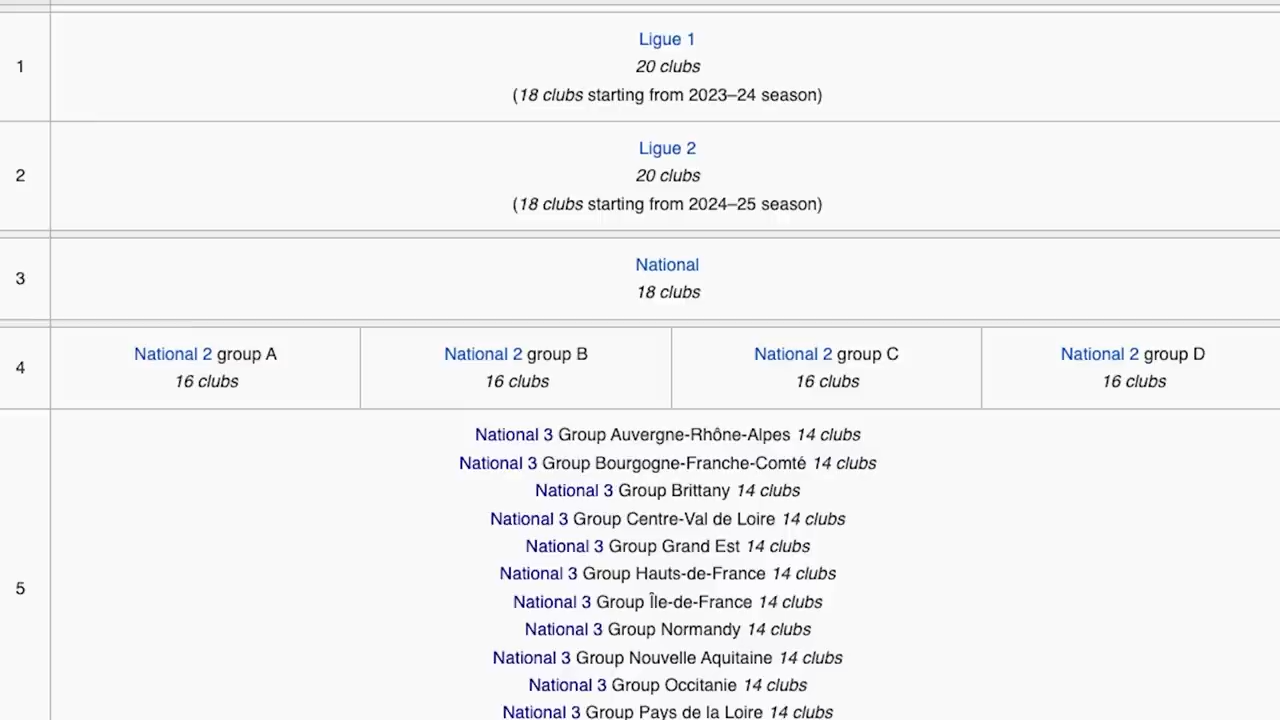 1
Ligue 1
20 clubs
(18 clubs starting from 2023–24 season)
2
Ligue 2
20 clubs
(18 clubs starting from 2024–25 season)
3
National
18 clubs
4
National 2 group A
16 clubs
National 2 group B
16 clubs
National 2 group C
16 clubs
National 2 group D
16 clubs
5
National 3 Group Auvergne-Rhône-Alpes 14 clubs
National 3 Group Bourgogne-Franche-Comté 14 clubs
National 3 Group Brittany 14 clubs
National 3 Group Centre-Val de Loire 14 clubs
National 3 Group Grand Est 14 clubs
National 3 Group Hauts-de-France 14 clubs
National 3 Group Île-de-France 14 clubs
National 3 Group Normandy 14 clubs
National 3 Group Nouvelle Aquitaine 14 clubs
National 3 Group Occitanie 14 clubs
National 3 Group Pays de la Loire 14 clubs